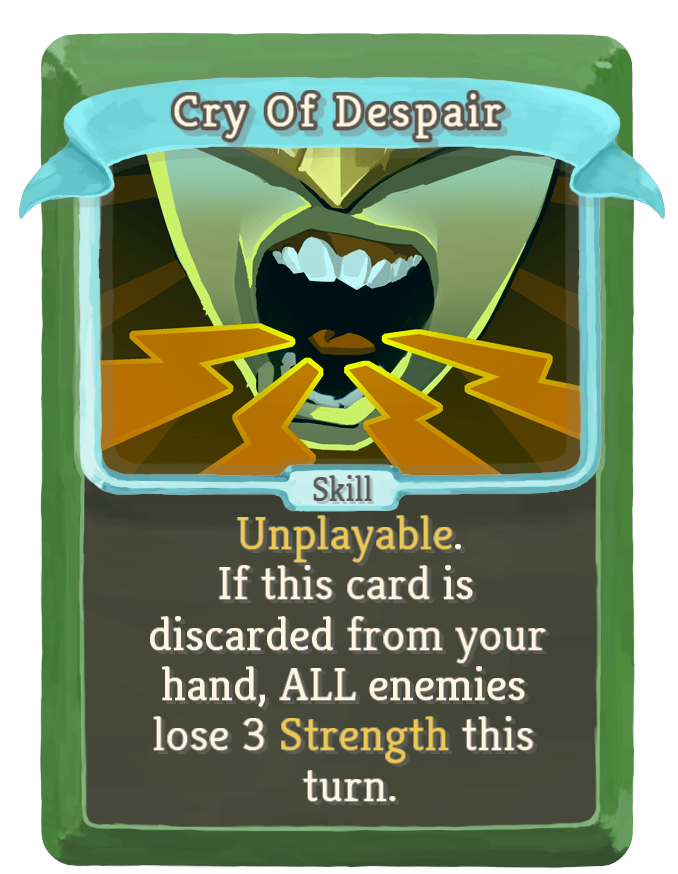 Cry Of Despair
Skill
Unplayable.
If this card is
discarded from your
hand, ALL enemies
lose 3 Strength this
turn.